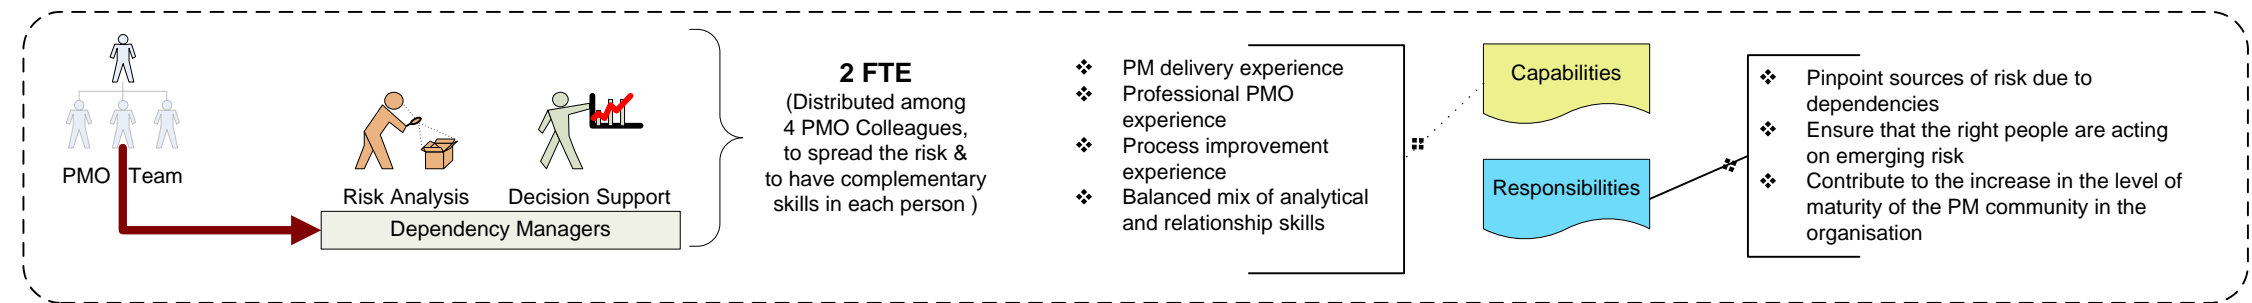 PMO Team
Risk Analysis
Decision Support
Dependency Managers
2 FTE
(Distributed among
4 PMO Colleagues,
to spread the risk &
to have complementary
skills in each person )
❖ PM delivery experience
❖ Professional PMO
experience
❖ Process improvement
experience
❖ Balanced mix of analytical
and relationship skills
Capabilities
Responsibilities
❖ Pinpoint sources of risk due to
dependencies
❖ Ensure that the right people are acting
on emerging risk
❖ Contribute to the increase in the level of
maturity of the PM community in the
organisation